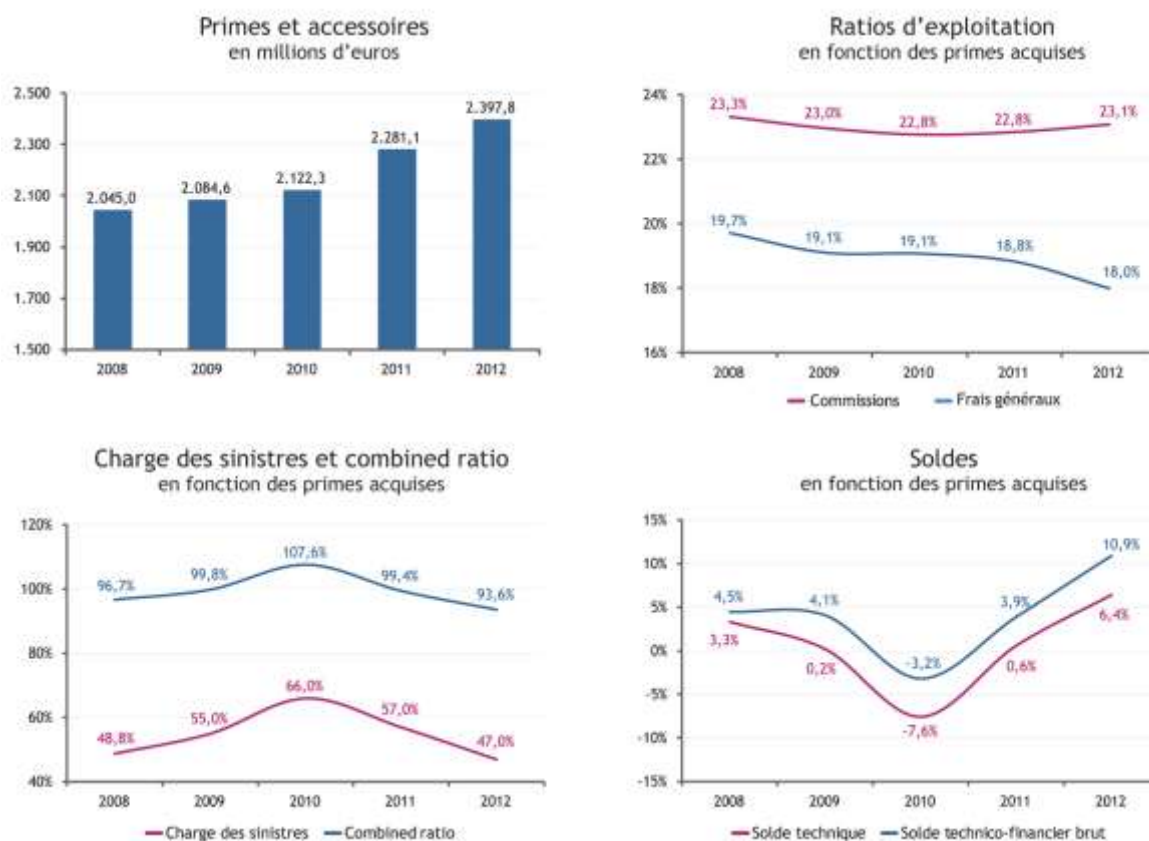 Primes et accessoires
en millions d'euros
2.500
2.300
2.100
1.900
1.700
1.500
2.045,0
2.084,6
2.122,3
2.281,1
2.397,8
2008 2009 2010 2011 2012
Ratios d'exploitation
en fonction des primes acquises
24%
22%
20%
18%
16%
23,3% 23,0% 22,8% 22,8% 23,1%
19,7% 19,1% 19,1% 18,8% 18,0%
2008 2009 2010 2011 2012
Commissions Frais généraux
Charge des sinistres et combined ratio
en fonction des primes acquises
120%
100%
80%
60%
40%
96,7% 99,8% 107,6% 99,4% 93,6%
48,8% 55,0% 66,0% 57,0% 47,0%
2008 2009 2010 2011 2012
Charge des sinistres Combined ratio
Soldes
en fonction des primes acquises
15%
10%
5%
0%
-5%
-10%
-15%
4,5% 4,1% -3,2% 3,9% 10,9%
3,3% 0,2% -7,6% 0,6% 6,4%
2008 2009 2010 2011 2012
Solde technique Solde technico-financier brut